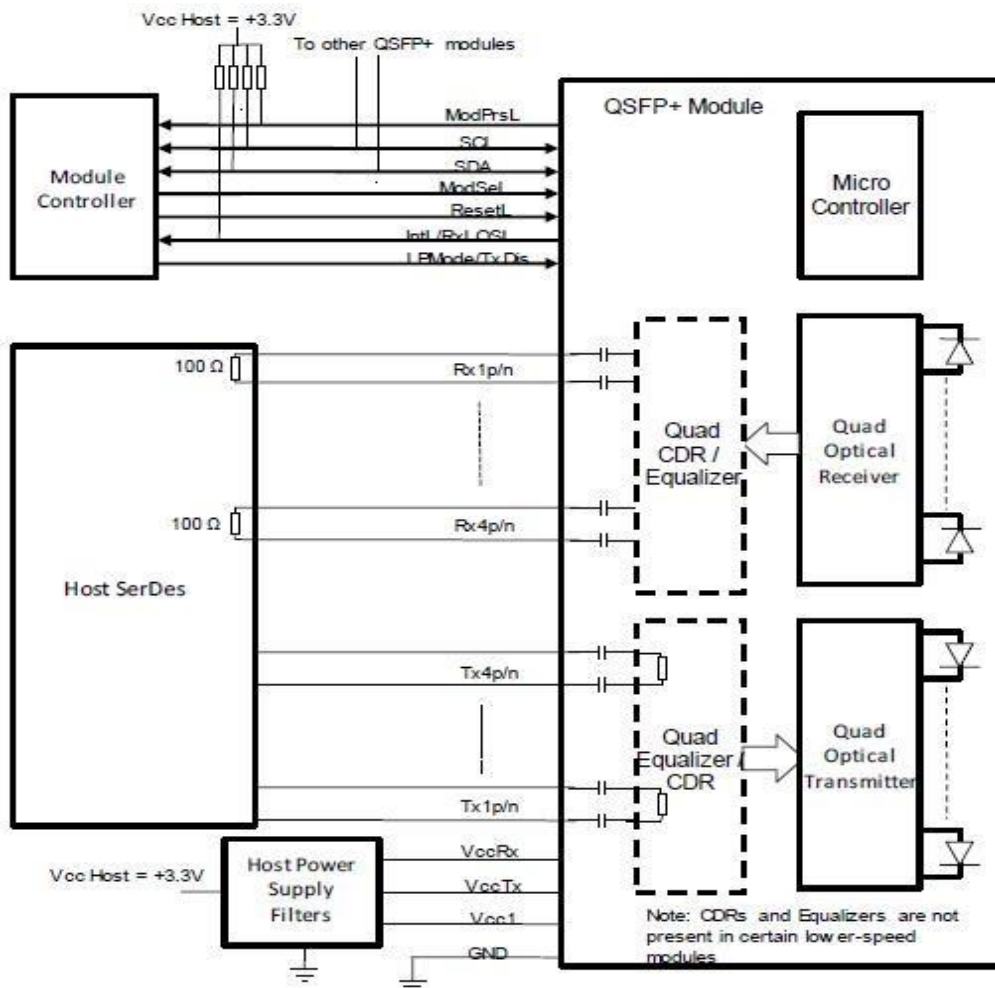 Vcc Host = +3.3V
To other QSFP+ modules
QSFP+ Module
ModPrsL
SCL
SDA
ModSeL
ResetL
IntL/RxLOSL
LPMode/TxDis
Module
Controller
Micro
Controller
100 Ω
Rx1p/n
Quad
CDR /
Equalizer
Quad
Optical
Receiver
100 Ω
Rx4p/n
Host SerDes
Tx4p/n
Quad
Equalizer /
CDR
Quad
Optical
Transmitter
Tx1p/n
Vcc Host = +3.3V
Host Power
Supply
Filters
VccRx
VccTx
Vcc1
GND
Note: CDRs and Equalizers are not
present in certain lower-speed
modules